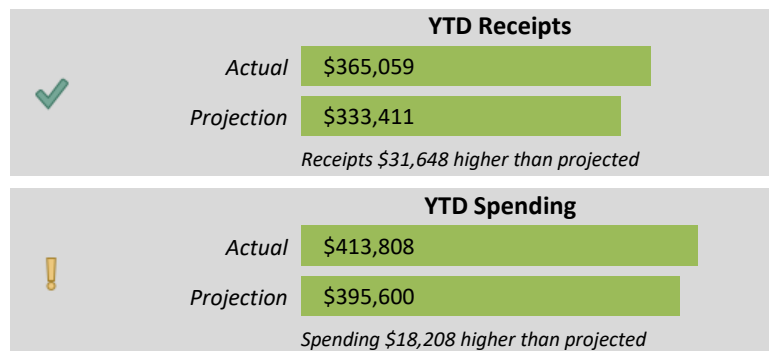 YTD Receipts
Actual $365,059
Projection $333,411
Receipts $31,648 higher than projected
YTD Spending
Actual $413,808
Projection $395,600
Spending $18,208 higher than projected